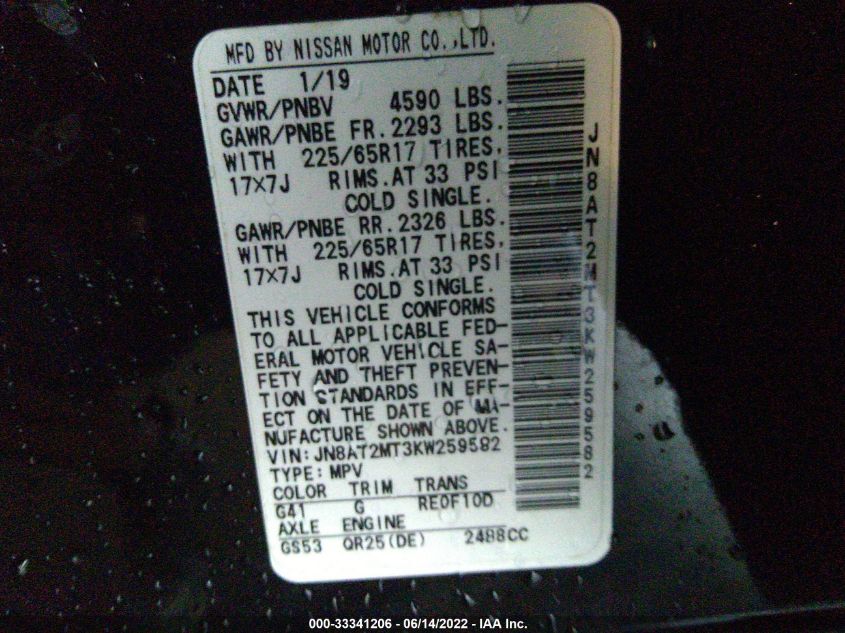 MFD BY NISSAN MOTOR CO.,LTD.
DATE 1/19
GVWR/PNBV 4590 LBS.
GAWR/PNBE FR. 2293 LBS.
WITH 225/65R17 TIRES,
17×7J RIMS.AT 33 PSI
COLD SINGLE.
GAWR/PNBE RR. 2326 LBS.
WITH 225/65R17 TIRES,
17×7J RIMS.AT 33 PSI
COLD SINGLE.
THIS VEHICLE CONFORMS
TO ALL APPLICABLE FED-
ERAL MOTOR VEHICLE SA-
FETY AND THEFT PREVEN-
TION STANDARDS IN EFF-
ECT ON THE DATE OF MA-
NUFACTURE SHOWN ABOVE.
VIN:JN8AT2MT3KW259582
TYPE:MPV
COLOR TRIM TRANS
G41 G RE0F10D
AXLE ENGINE
GS53 QR25(DE) 2488CC
JN8AT2MT3KW259582
000-33341206 - 06/14/2022 - IAA Inc.